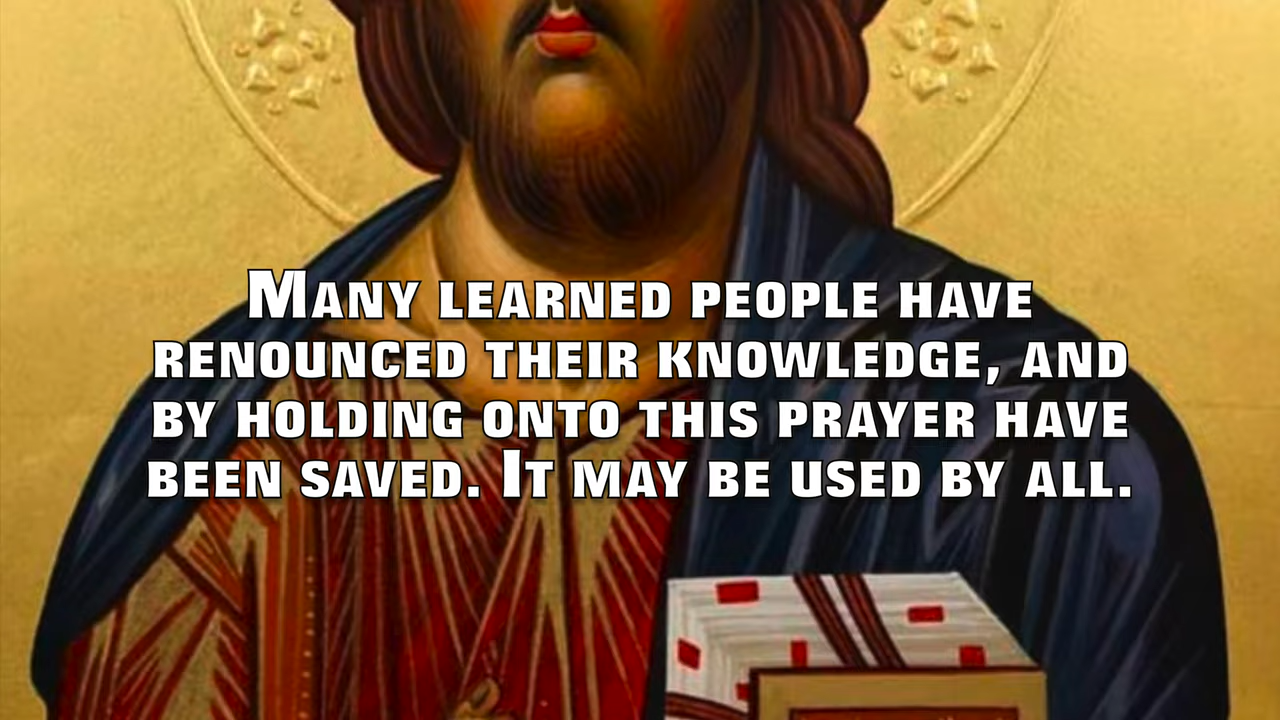 Many learned people have
renounced their knowledge, and
by holding onto this prayer have
been saved. It may be used by all.